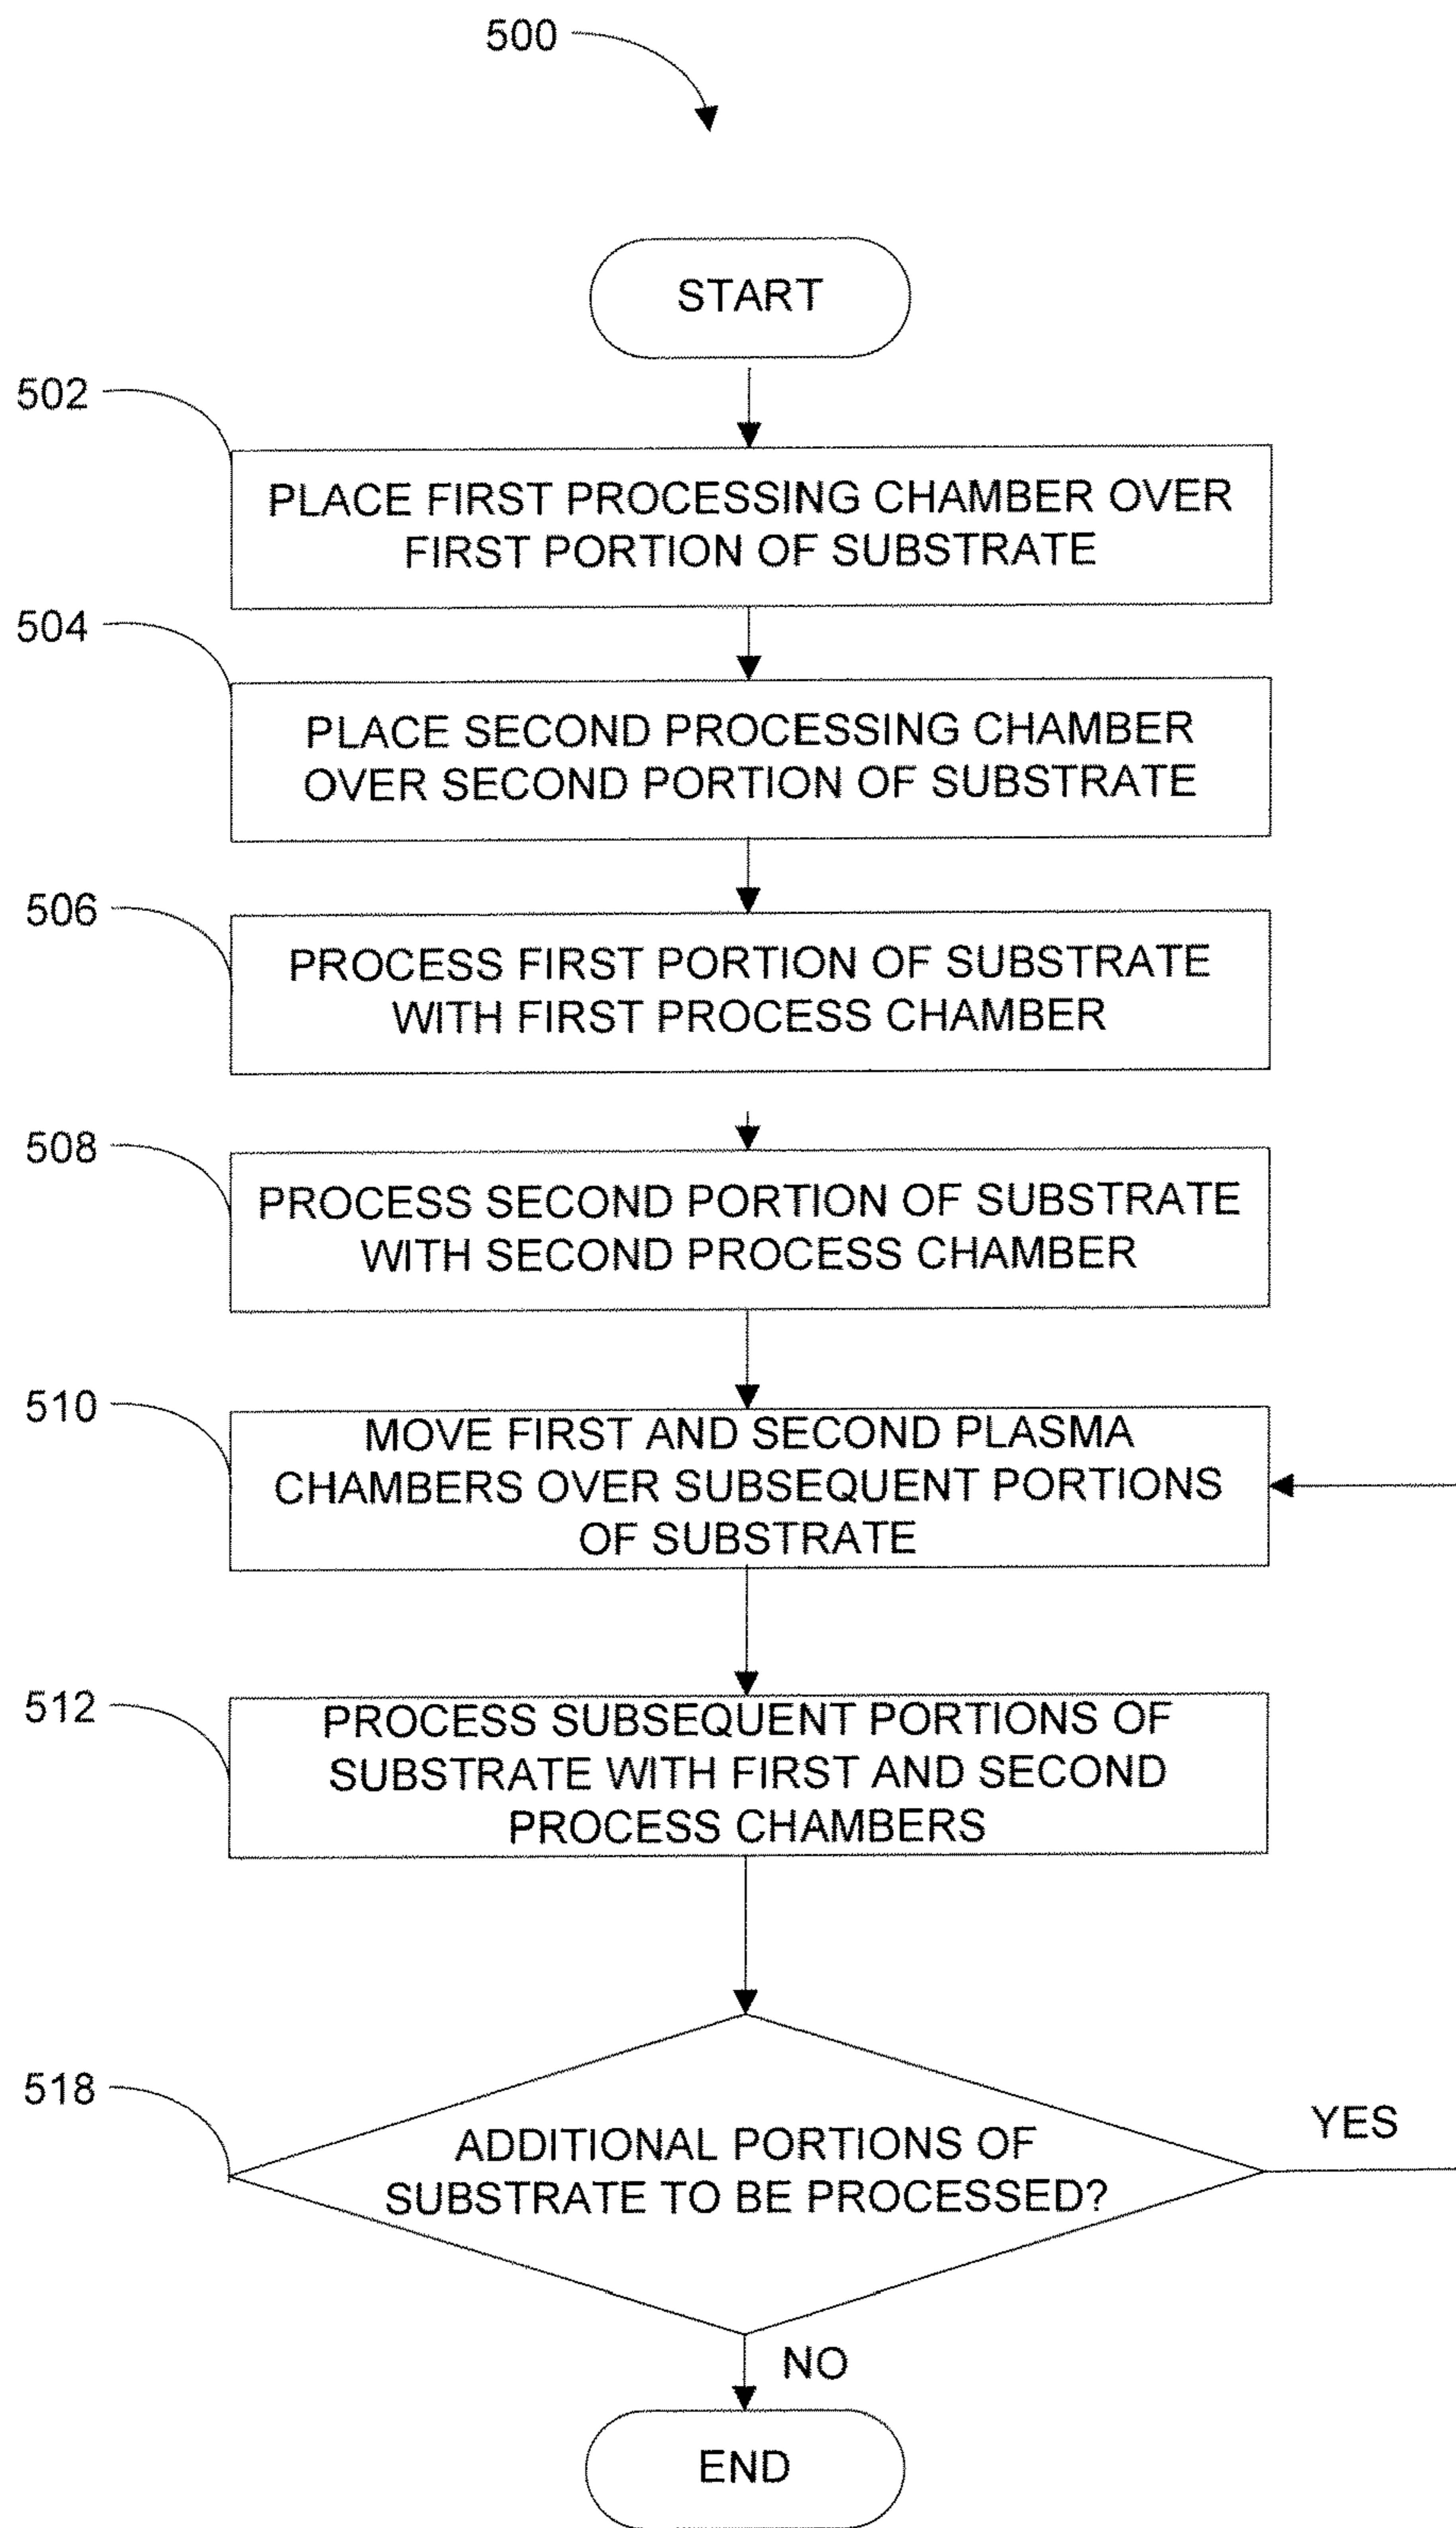 500
START
502
PLACE FIRST PROCESSING CHAMBER OVER
FIRST PORTION OF SUBSTRATE
504
PLACE SECOND PROCESSING CHAMBER
OVER SECOND PORTION OF SUBSTRATE
506
PROCESS FIRST PORTION OF SUBSTRATE
WITH FIRST PROCESS CHAMBER
508
PROCESS SECOND PORTION OF SUBSTRATE
WITH SECOND PROCESS CHAMBER
510
MOVE FIRST AND SECOND PLASMA
CHAMBERS OVER SUBSEQUENT PORTIONS
OF SUBSTRATE
512
PROCESS SUBSEQUENT PORTIONS OF
SUBSTRATE WITH FIRST AND SECOND
PROCESS CHAMBERS
518
ADDITIONAL PORTIONS OF
SUBSTRATE TO BE PROCESSED?
YES
NO
END